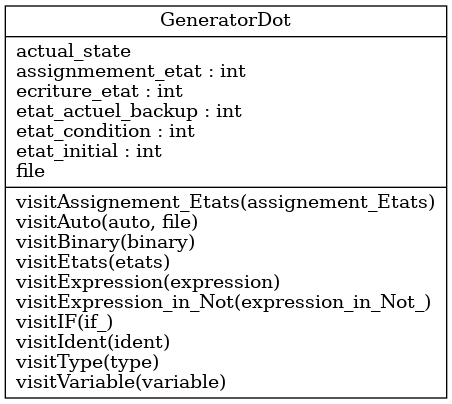 GeneratorDot
actual_state
assignmement_etat : int
ecriture_etat : int
etat_actuel_backup : int
etat_condition : int
etat_initial : int
file
visitAssignement_Etats(assignement_Etats)
visitAuto(auto, file)
visitBinary(binary)
visitEtats(etats)
visitExpression(expression)
visitExpression_in_Not(expression_in_Not_)
visitIF(if_)
visitIdent(ident)
visitType(type)
visitVariable(variable)